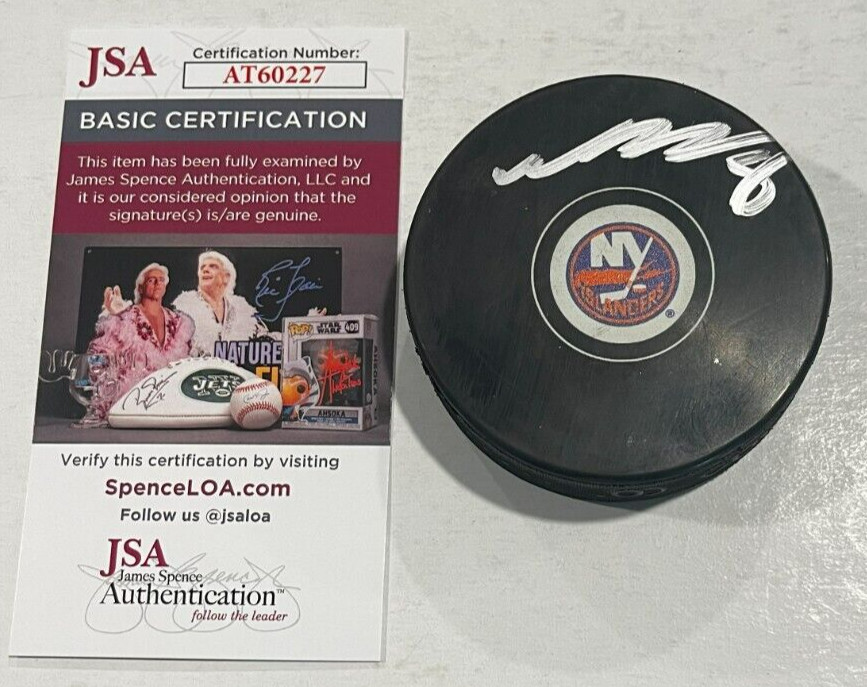 JSA
Certification Number:
AT60227
BASIC CERTIFICATION
This item has been fully examined by
James Spence Authentication, LLC and
it is our considered opinion that the
signature(s) is/are genuine.
NATURE
JETS
POP!
STAR WARS
409
AHSOKA
Verify this certification by visiting
SpenceLOA.com
Follow us @jsaloa
JSA
James Spence
Authentication™
follow the leader
NY
ISLANDERS
®